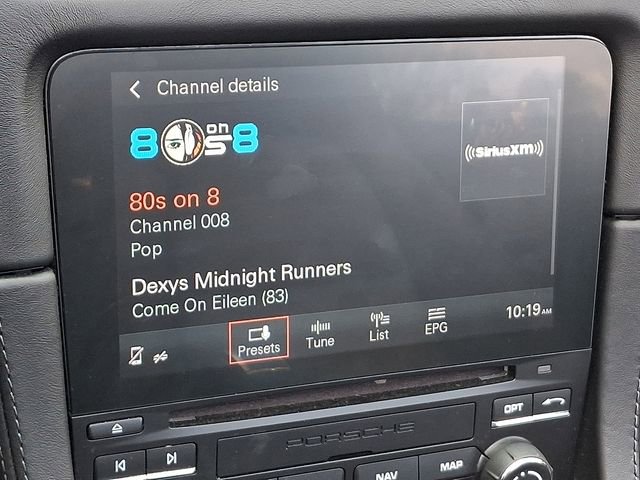 Channel details
8 on 8
((SiriusXM))
80s on 8
Channel 008
Pop
Dexys Midnight Runners
Come On Eileen (83)
Presets
Tune
List
EPG
10:19AM
OPT
PORSCHE
NAV
MAP